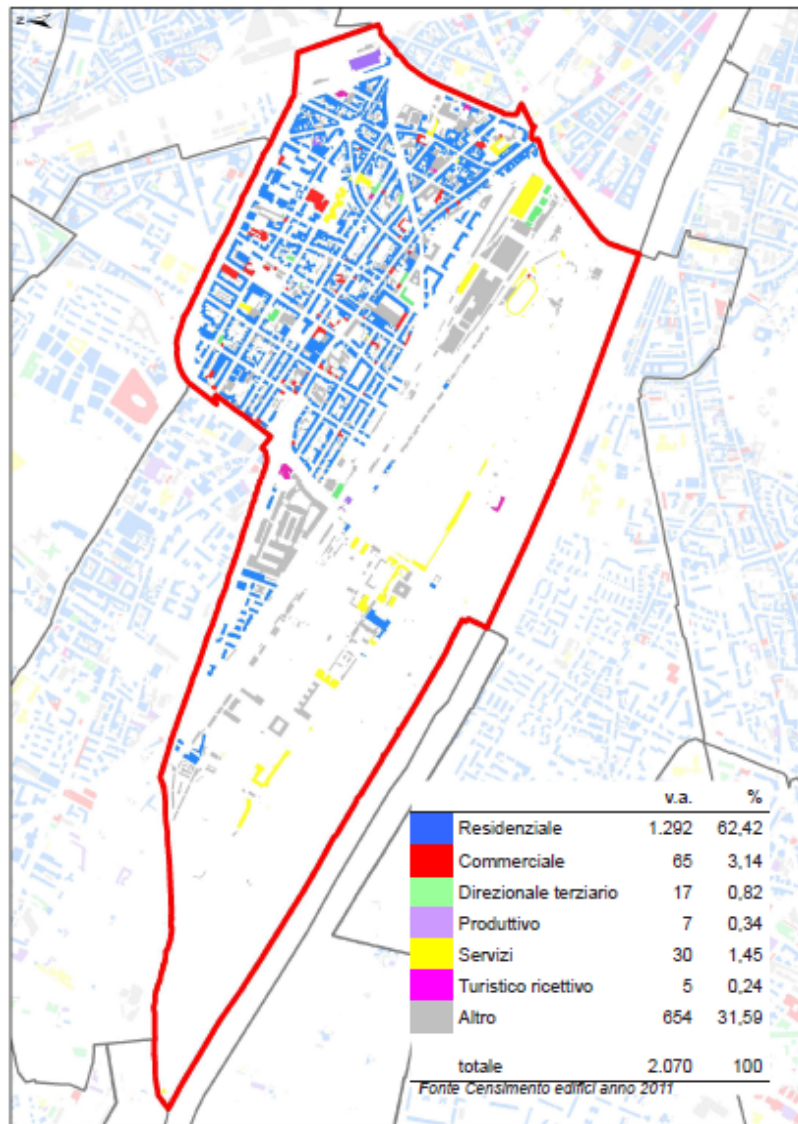 z
v.a. %
Residenziale 1.292 62,42
Commerciale 65 3,14
Direzionale terziario 17 0,82
Produttivo 7 0,34
Servizi 30 1,45
Turistico ricettivo 5 0,24
Altro 654 31,59
totale 2.070 100
Fonte Censimento edifici anno 2011